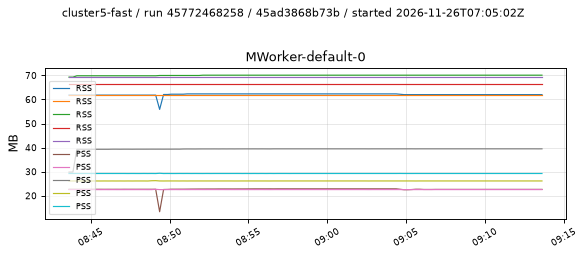 cluster5-fast / run 45772468258 / 45ad3868b73b / started 2026-11-26T07:05:02Z
MWorker-default-0
MB
70
60
50
40
30
20
RSS
RSS
RSS
RSS
RSS
PSS
PSS
PSS
PSS
PSS
08:45
08:50
08:55
09:00
09:05
09:10
09:15